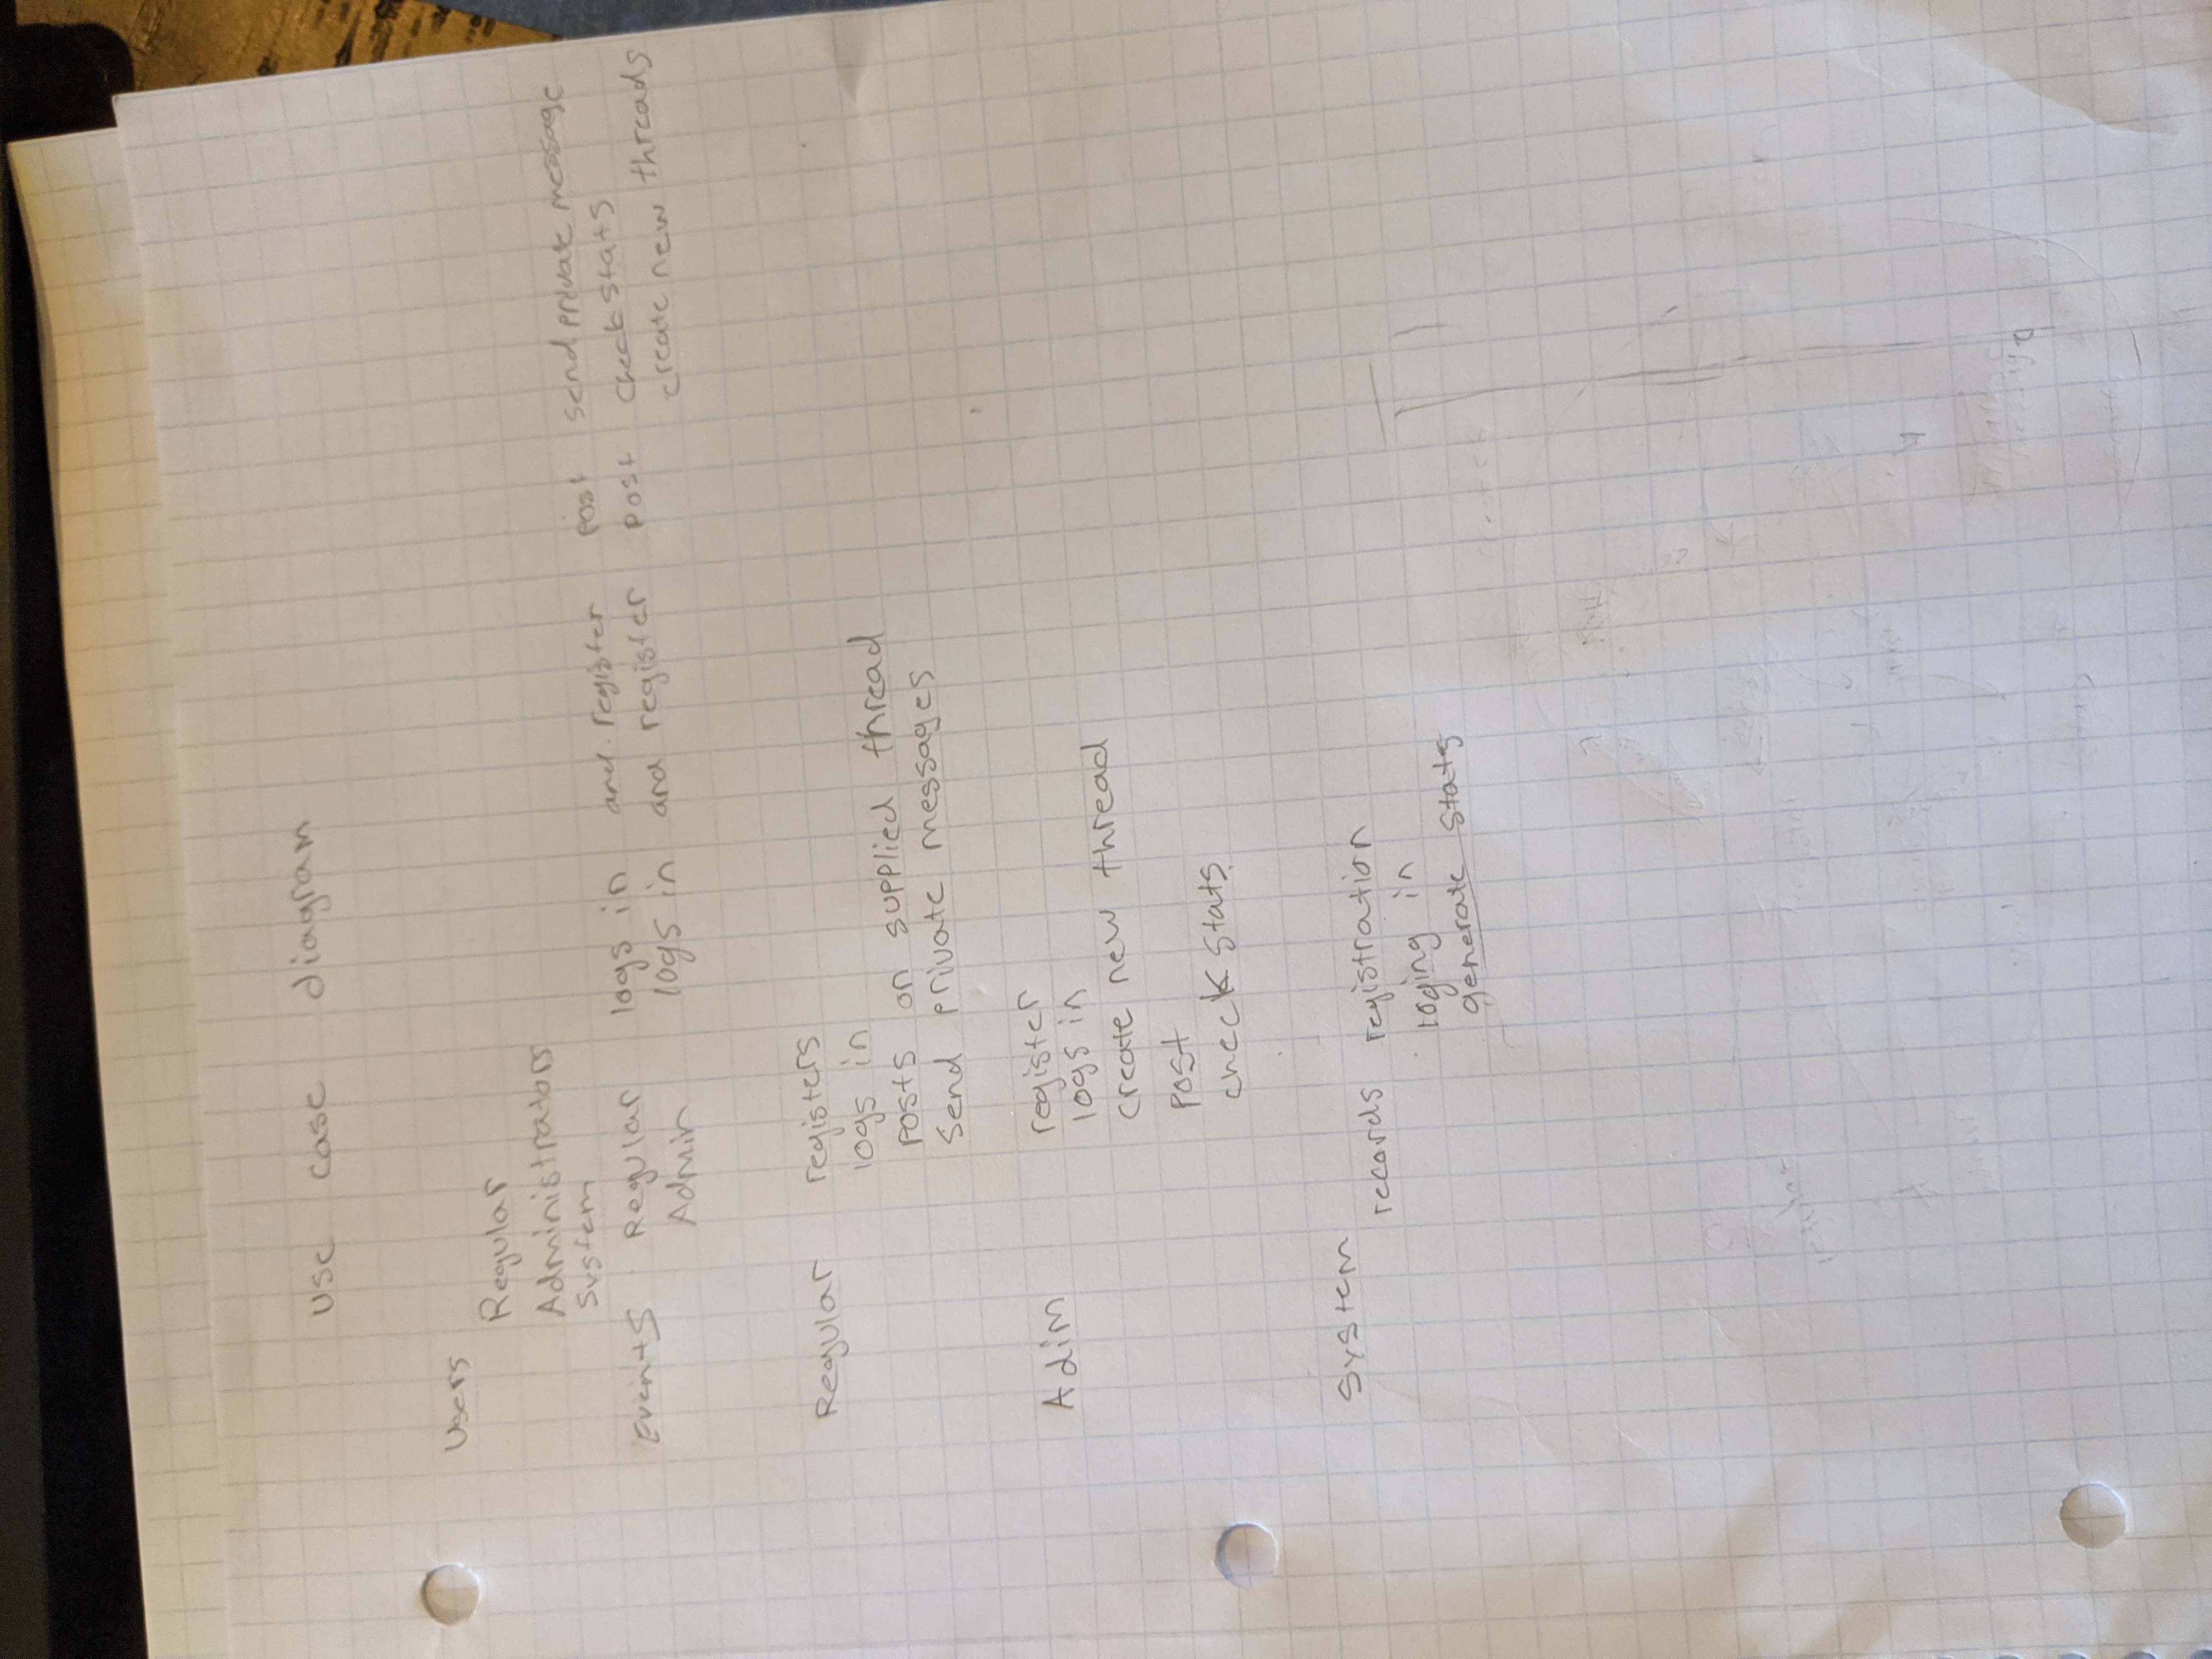 use case diagram
Users
Regular
Administrators
System
Events Regular logs in and register post send private message
Admin logs in and register post check stats
create new threads
Regular registers
logs in
posts on supplied thread
Send private messages
Adim register
logs in
create new thread
post
check stats
System
records registration
loging in
generate stats
regular
register